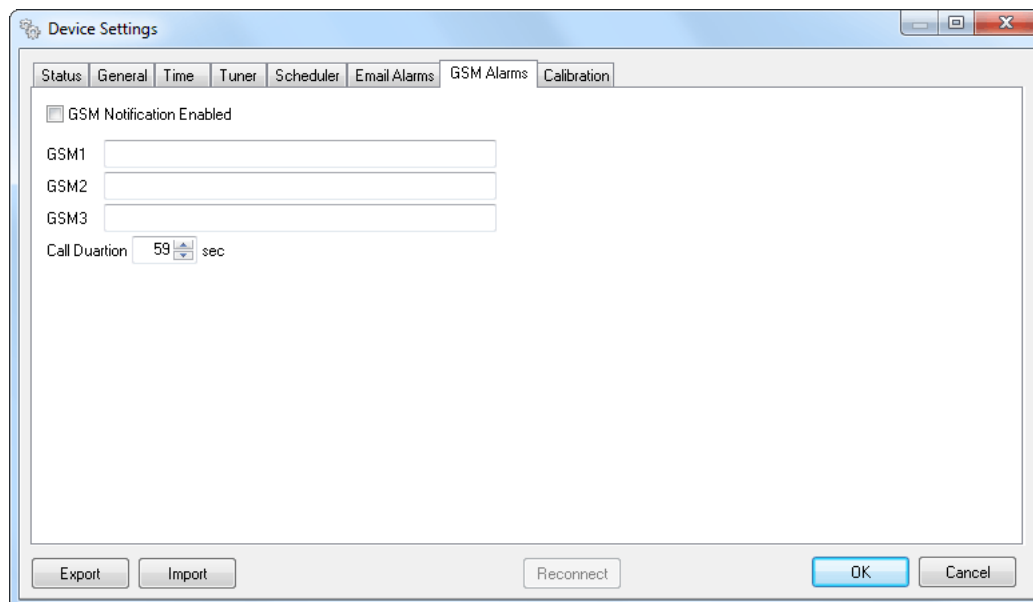 Device Settings
Status General Time Tuner Scheduler Email Alarms GSM Alarms Calibration
GSM Notification Enabled
GSM1
GSM2
GSM3
Call Duartion 59 sec
Export Import Reconnect OK Cancel